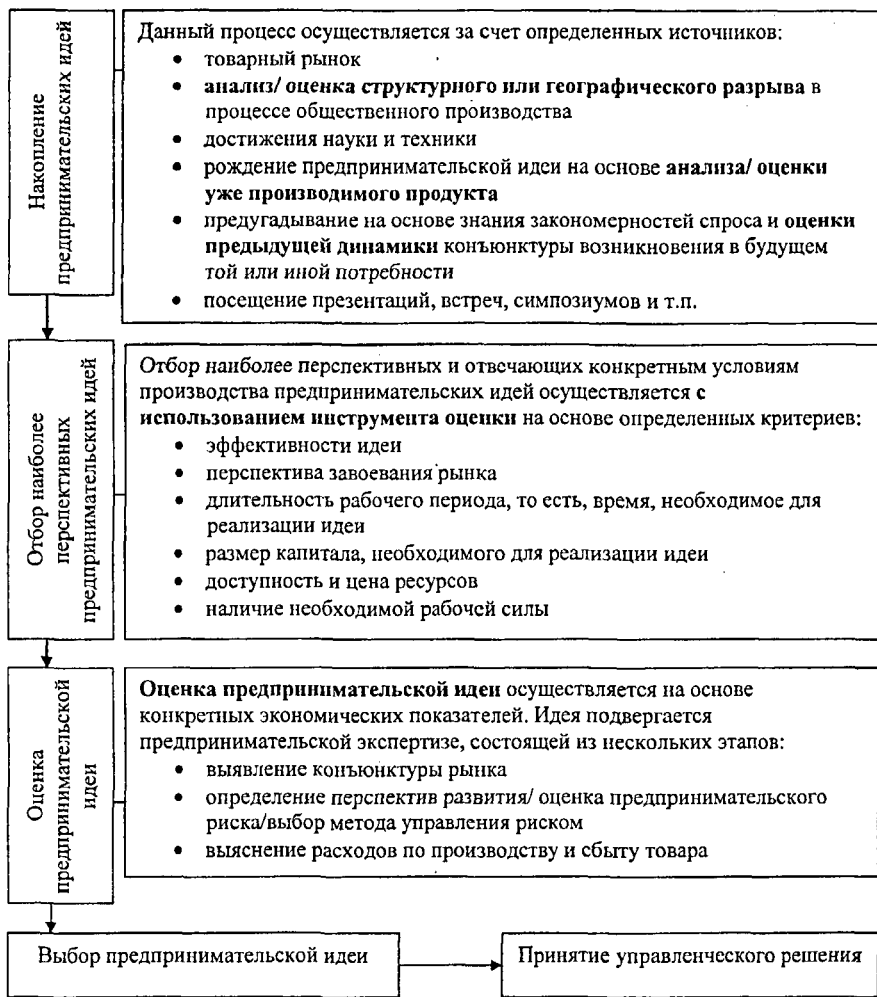 Накопление
предпринимательских идей
Данный процесс осуществляется за счет определенных источников:
• товарный рынок
• анализ/ оценка структурного или географического разрыва в
процессе общественного производства
• достижения науки и техники
• рождение предпринимательской идеи на основе анализа/ оценки
уже производимого продукта
• предугадывание на основе знания закономерностей спроса и оценки
предыдущей динамики конъюнктуры возникновения в будущем
той или иной потребности
• посещение презентаций, встреч, симпозиумов и т.п.
Отбор наиболее
перспективных
предпринимательских идей
Отбор наиболее перспективных и отвечающих конкретным условиям
производства предпринимательских идей осуществляется с
использованием инструмента оценки на основе определенных критериев:
• эффективности идеи
• перспектива завоевания рынка
• длительность рабочего периода, то есть, время, необходимое для
реализации идеи
• размер капитала, необходимого для реализации идеи
• доступность и цена ресурсов
• наличие необходимой рабочей силы
Оценка
предпринимательской
идеи
Оценка предпринимательской идеи осуществляется на основе
конкретных экономических показателей. Идея подвергается
предпринимательской экспертизе, состоящей из нескольких этапов:
• выявление конъюнктуры рынка
• определение перспектив развития/ оценка предпринимательского
риска/выбор метода управления риском
• выяснение расходов по производству и сбыту товара
Выбор предпринимательской идеи
Принятие управленческого решения